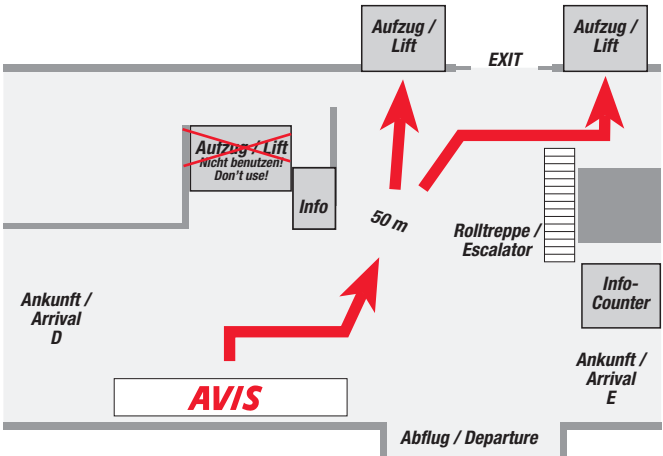 Aufzug /
Lift
EXIT
Aufzug /
Lift
Aufzug / Lift
Nicht benutzen!
Don't use!
Info
50 m
Rolltreppe /
Escalator
Info-
Counter
Ankunft /
Arrival
D
Ankunft /
Arrival
E
AVIS
Abflug / Departure